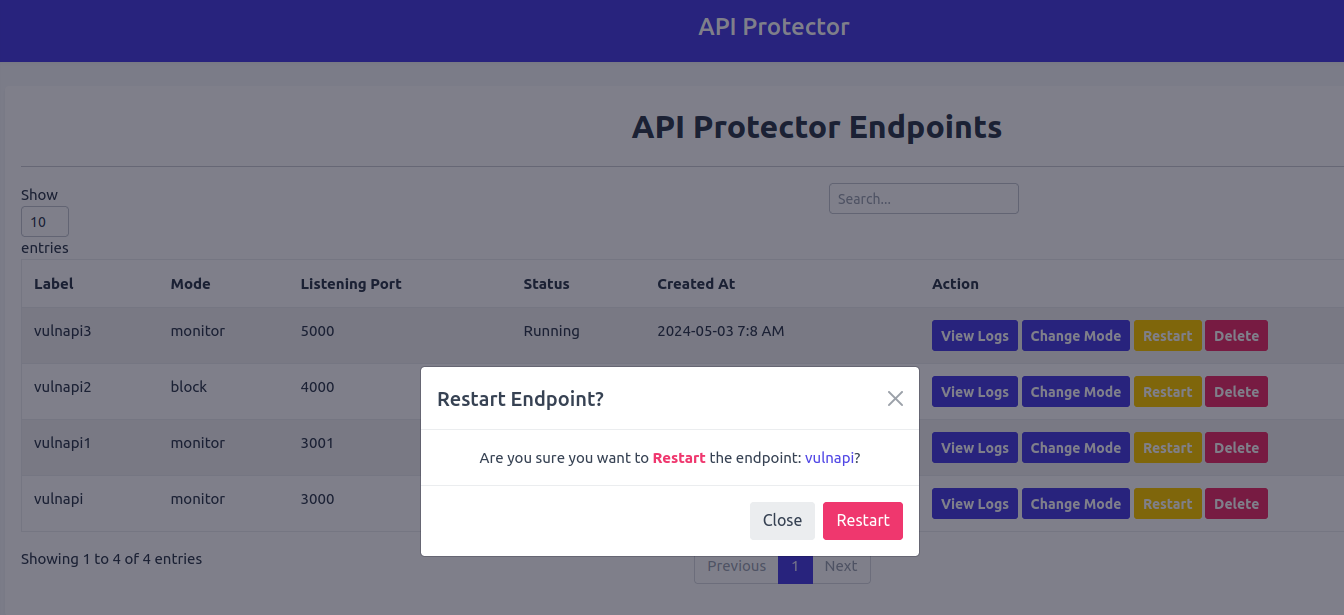 API Protector
API Protector Endpoints
Show
10
entries
Search...
Label Mode Listening Port Status Created At Action
vulnapi3 monitor 5000 Running 2024-05-03 7:8 AM View Logs Change Mode Restart Delete
vulnapi2 block 4000 View Logs Change Mode Restart Delete
vulnapi1 monitor 3001 View Logs Change Mode Restart Delete
vulnapi monitor 3000 View Logs Change Mode Restart Delete
Showing 1 to 4 of 4 entries
Previous 1 Next
Restart Endpoint?
Are you sure you want to Restart the endpoint: vulnapi?
Close Restart